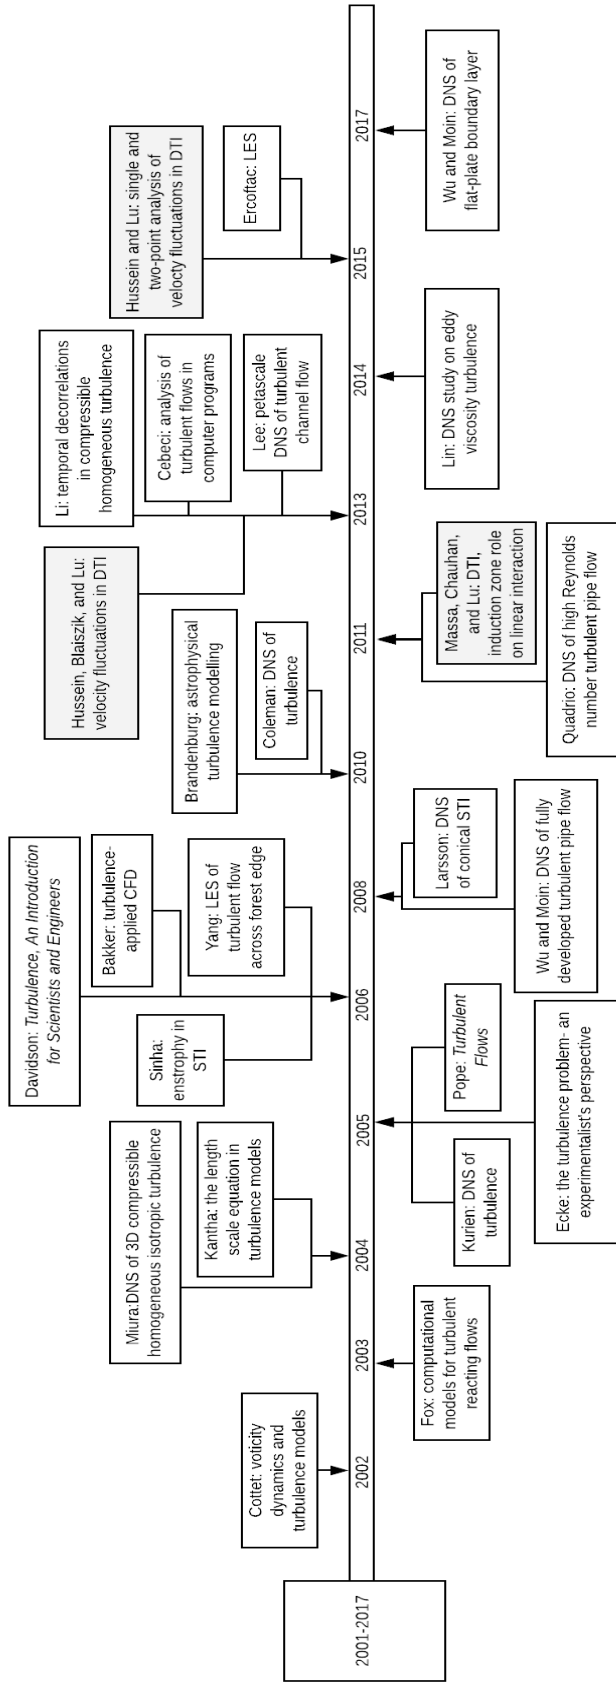 2001-2017
2002
2003
2004
2005
2006
2008
2010
2011
2013
2014
2015
2017
Cottet: voticity
dynamics and
turbulence models
Fox: computational
models for turbulent
reacting flows
Miura:DNS of 3D compressible
homogeneous isotropic turbulence
Kantha: the length
scale equation in
turbulence models
Kurien: DNS of
turbulence
Pope: Turbulent
Flows
Ecke: the turbulence problem- an
experimentalist's perspective
Davidson: Turbulence, An Introduction
for Scientists and Engineers
Bakker: turbulence-
applied CFD
Sinha:
enstrophy in
STI
Yang: LES of
turbulent flow
across forest edge
Larsson: DNS
of conical STI
Wu and Moin: DNS of fully
developed turbulent pipe flow
Brandenburg: astrophysical
turbulence modelling
Coleman: DNS of
turbulence
Massa, Chauhan,
and Lu: DTI,
induction zone role
on linear interaction
Quadrio: DNS of high Reynolds
number turbulent pipe flow
Hussein, Blaiszik, and Lu:
velocity fluctuations in DTI
Li: temporal decorrelations
in compressible
homogeneous turbulence
Cebeci: analysis of
turbulent flows in
computer programs
Lee: petascale
DNS of turbulent
channel flow
Lin: DNS study on eddy
viscosity turbulence
Hussein and Lu: single and
two-point analysis of
velocty fluctuations in DTI
Ercoftac: LES
Wu and Moin: DNS of
flat-plate boundary layer